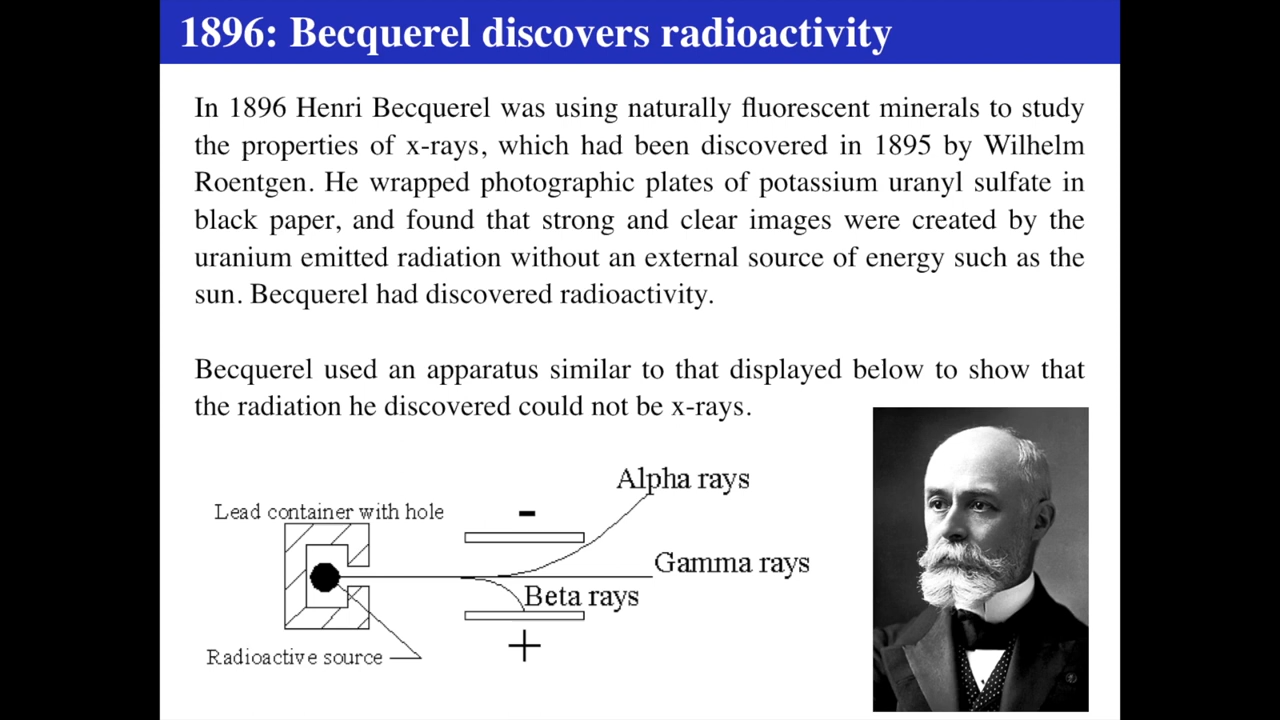 1896: Becquerel discovers radioactivity
In 1896 Henri Becquerel was using naturally fluorescent minerals to study
the properties of x-rays, which had been discovered in 1895 by Wilhelm
Roentgen. He wrapped photographic plates of potassium uranyl sulfate in
black paper, and found that strong and clear images were created by the
uranium emitted radiation without an external source of energy such as the
sun. Becquerel had discovered radioactivity.
Becquerel used an apparatus similar to that displayed below to show that
the radiation he discovered could not be x-rays.
Alpha rays
Lead container with hole
-
Gamma rays
Beta rays
+
Radioactive source